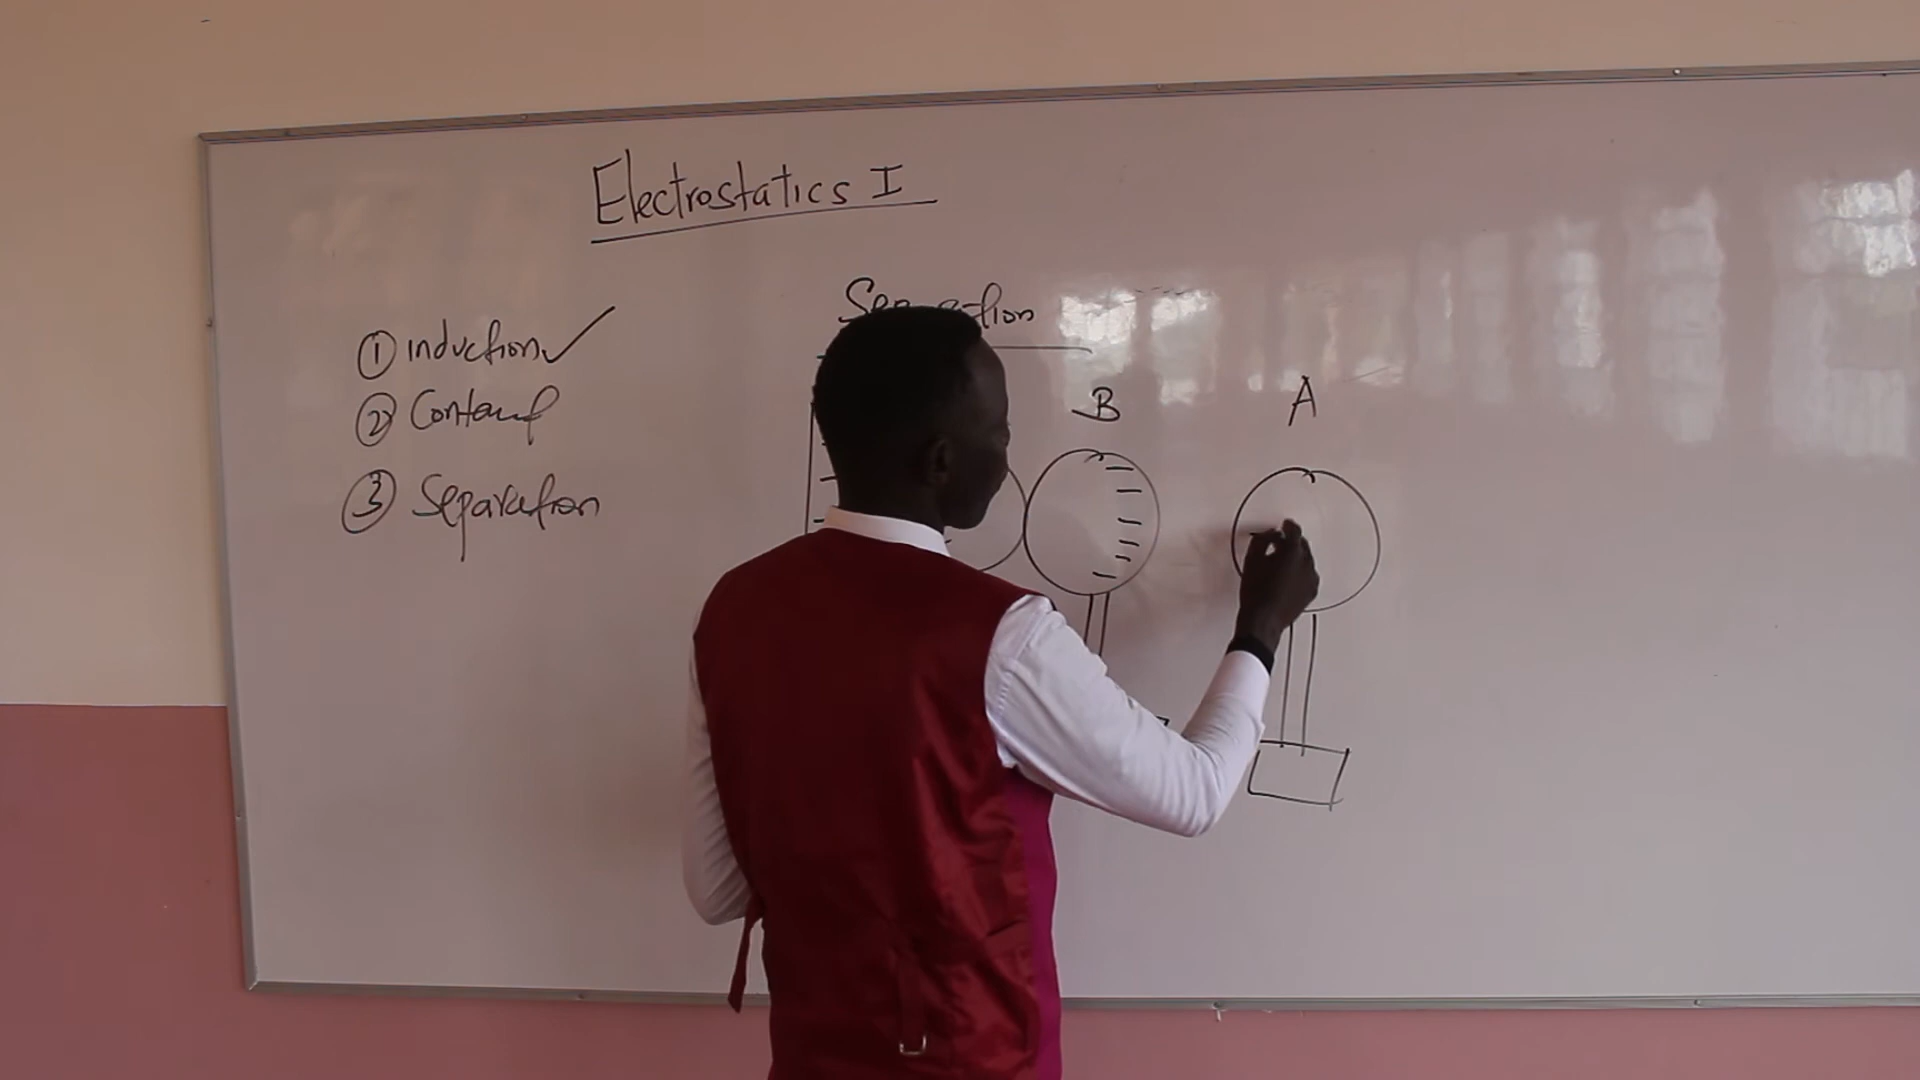 Electrostatics I
① Induction ✓
② Contact
③ Separation
B
A